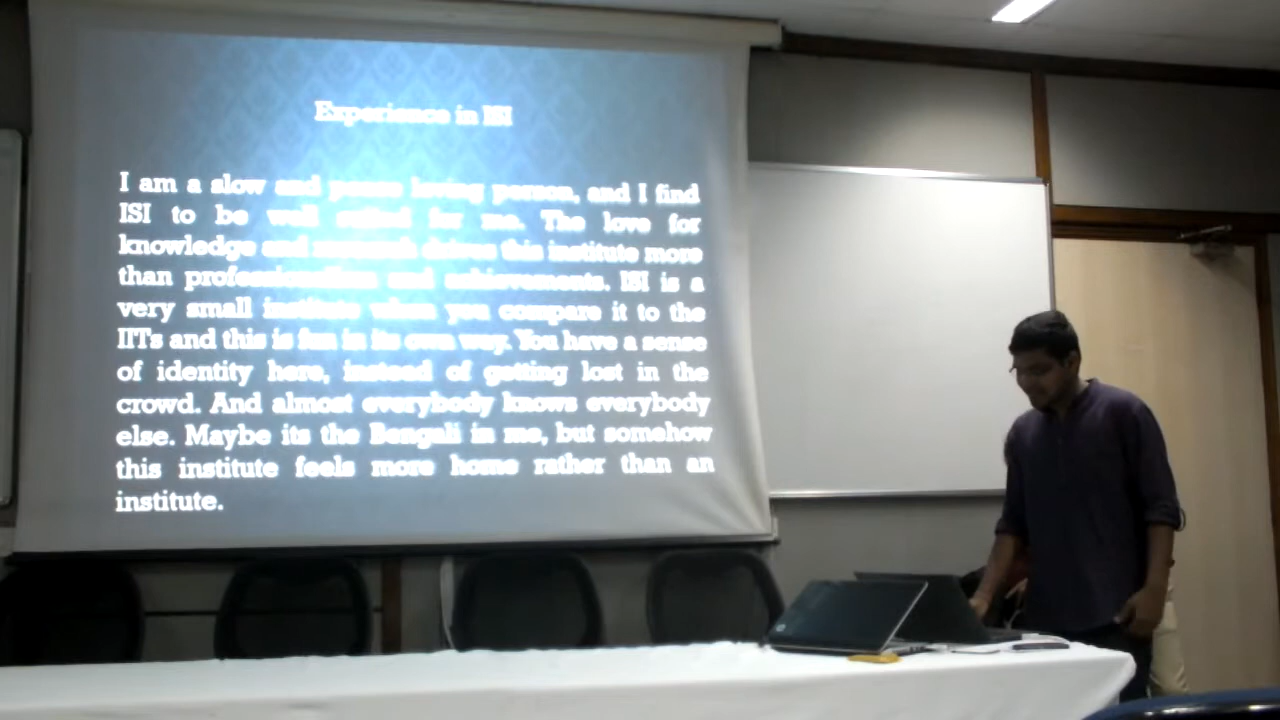 Experience in ISI
I am a slow and peace loving person, and I find
ISI to be well suited for me. The love for
knowledge and research drives this institute more
than professionalism and achievements. ISI is a
very small institute when you compare it to the
IITs and this is fun in its own way. You have a sense
of identity here, instead of getting lost in the
crowd. And almost everybody knows everybody
else. Maybe its the Bengali in me, but somehow
this institute feels more home rather than an
institute.